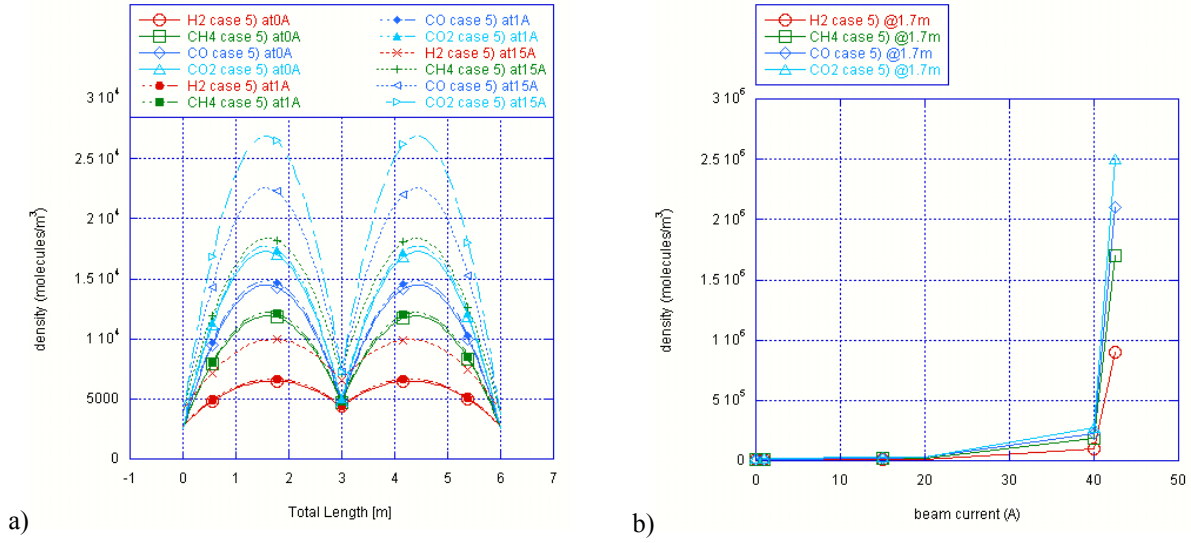 H2 case 5) at0A
CH4 case 5) at0A
CO case 5) at0A
CO2 case 5) at0A
H2 case 5) at1A
CH4 case 5) at1A
CO case 5) at1A
CO2 case 5) at1A
H2 case 5) at15A
CH4 case 5) at15A
CO case 5) at15A
CO2 case 5) at15A
density (molecules/m³)
3 10⁴
2.5 10⁴
2 10⁴
1.5 10⁴
1 10⁴
5000
0
-1 0 1 2 3 4 5 6 7
Total Length [m]
a)
H2 case 5) @1.7m
CH4 case 5) @1.7m
CO case 5) @1.7m
CO2 case 5) @1.7m
density (molecules/m³)
3 10⁶
2.5 10⁶
2 10⁶
1.5 10⁶
1 10⁶
5 10⁵
0
0 10 20 30 40 50
beam current (A)
b)